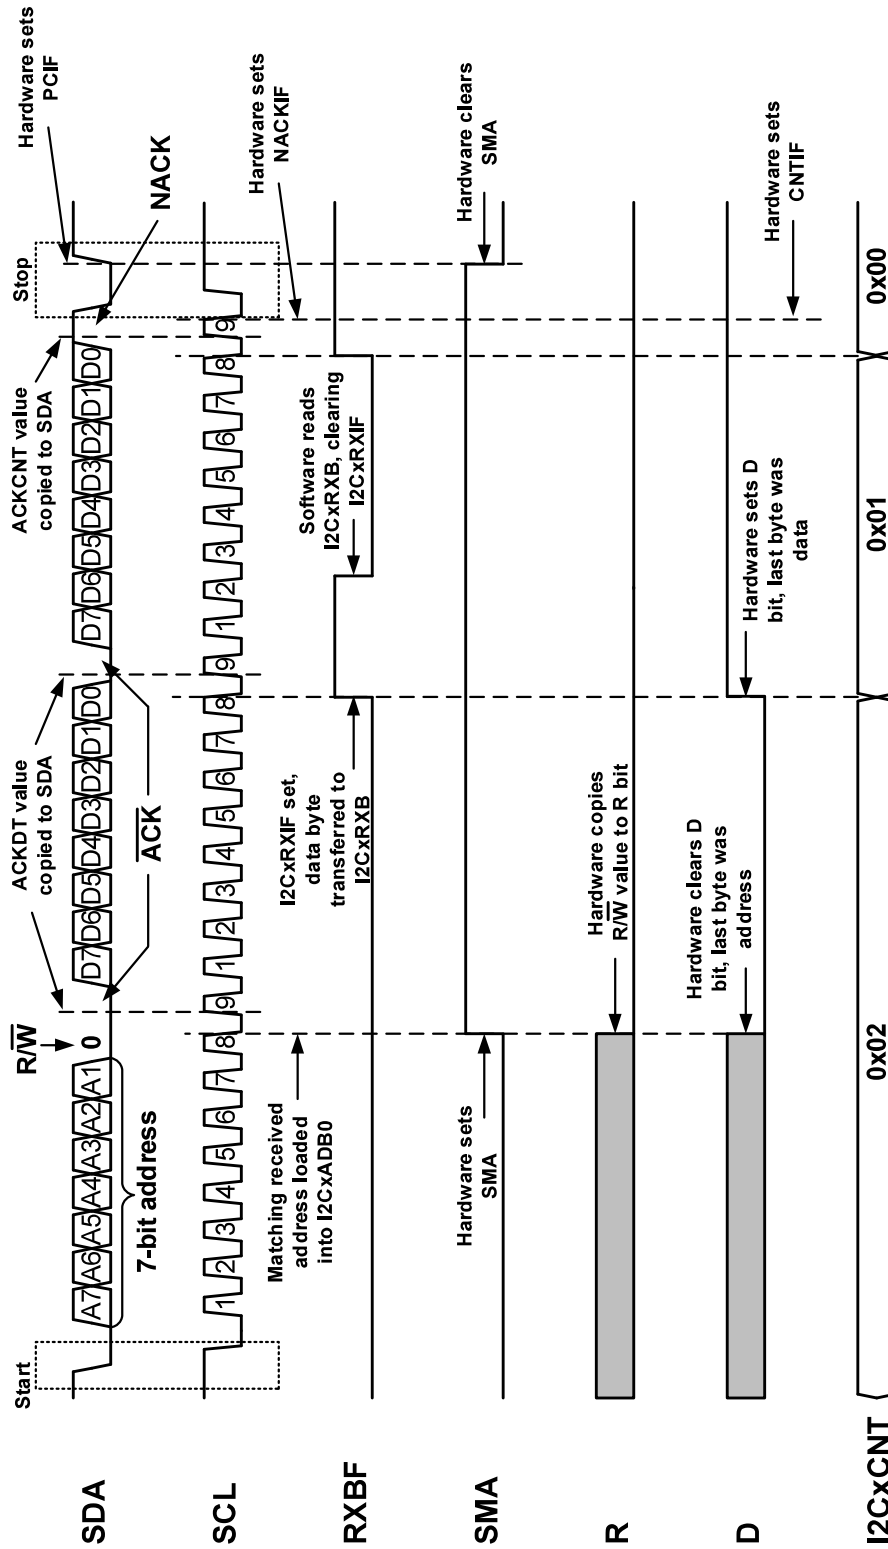 Start
Stop
Hardware sets
PCIF
ACKDT value
copied to SDA
ACKCNT value
copied to SDA
R/W
SDA
A7 A6 A5 A4 A3 A2 A1 0 D7 D6 D5 D4 D3 D2 D1 D0 D7 D6 D5 D4 D3 D2 D1 D0
7-bit address
ACK
NACK
SCL
1 2 3 4 5 6 7 8 9 1 2 3 4 5 6 7 8 9 1 2 3 4 5 6 7 8 9
Matching received
address loaded
into I2CxADB0
I2CxRXIF set,
data byte
transferred to
I2CxRXB
Software reads
I2CxRXB, clearing
I2CxRXIF
Hardware sets
NACKIF
RXBF
Hardware sets
SMA
Hardware clears
SMA
SMA
Hardware copies
R/W value to R bit
R
Hardware clears D
bit, last byte was
address
Hardware sets D
bit, last byte was
data
Hardware sets
CNTIF
D
I2CxCNT
0x02
0x01
0x00